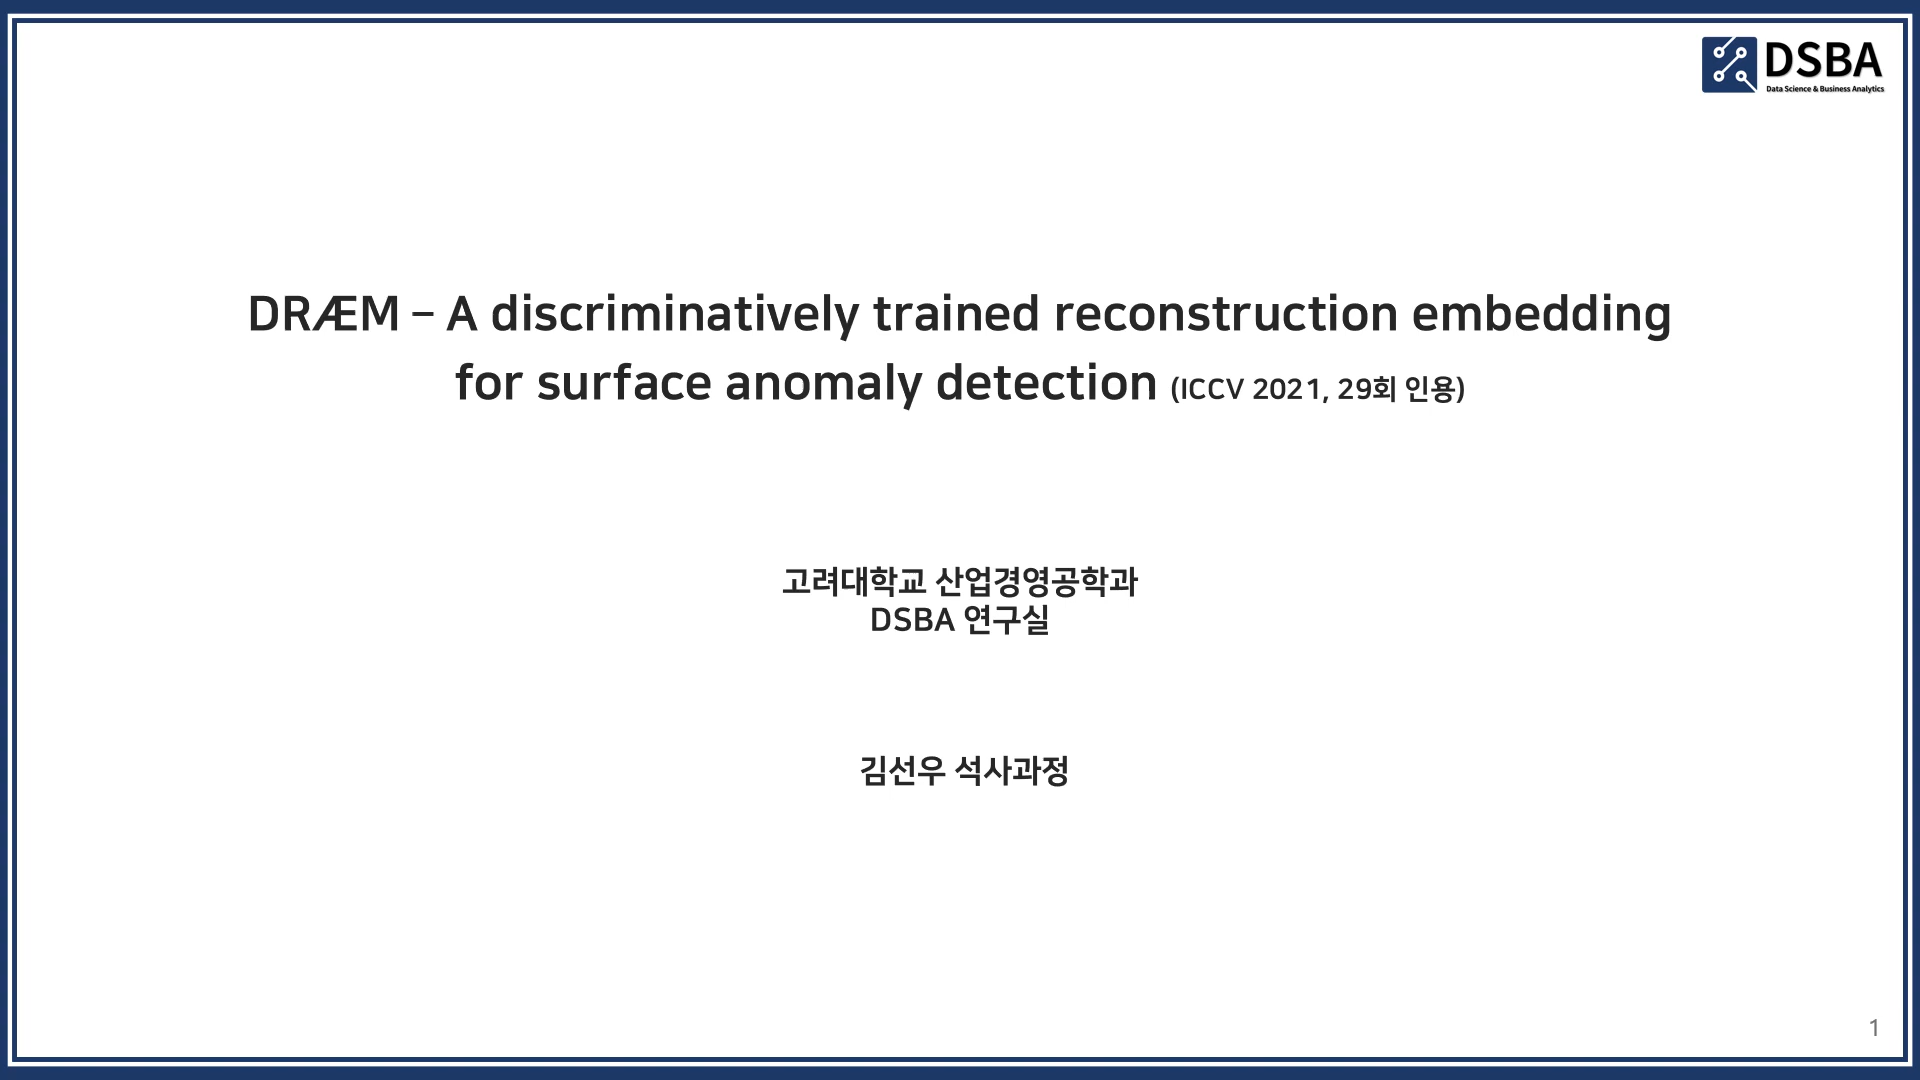 DSBA
Data Science & Business Analytics
DRÆM – A discriminatively trained reconstruction embedding
for surface anomaly detection (ICCV 2021, 29회 인용)
고려대학교 산업경영공학과
DSBA 연구실
김선우 석사과정
1